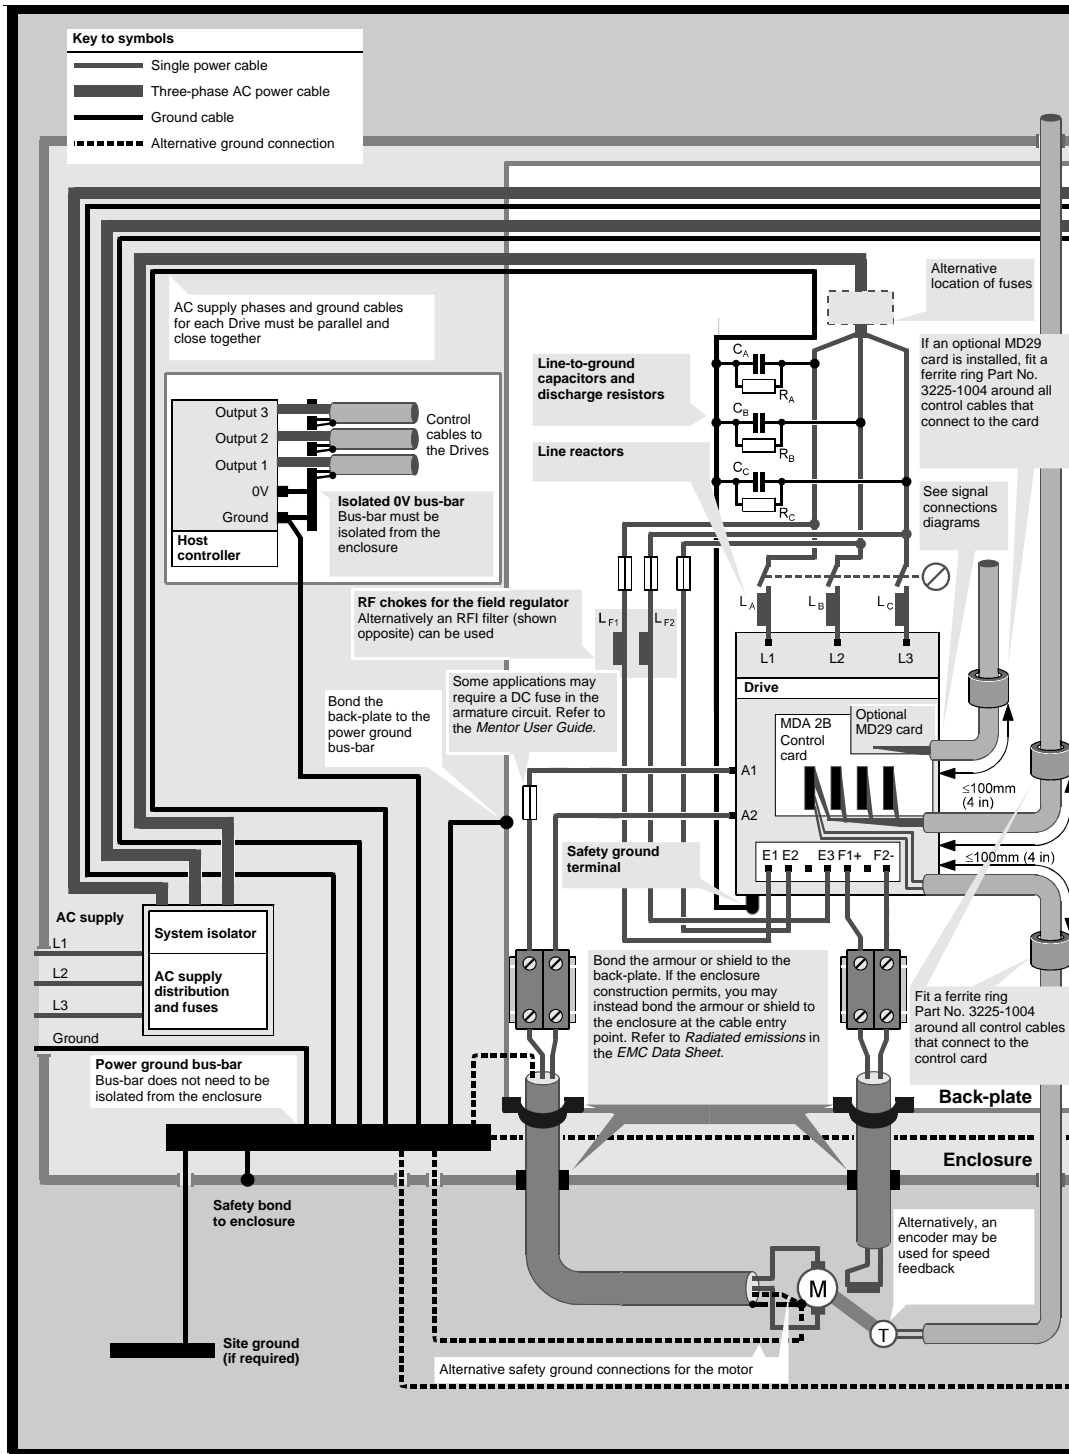 Key to symbols
Single power cable
Three-phase AC power cable
Ground cable
Alternative ground connection
AC supply phases and ground cables
for each Drive must be parallel and
close together
Alternative
location of fuses
If an optional MD29
card is installed, fit a
ferrite ring Part No.
3225-1004 around all
control cables that
connect to the card
Line-to-ground
capacitors and
discharge resistors
CA
RA
CB
RB
CC
RC
Line reactors
Output 3
Output 2
Output 1
0V
Ground
Host
controller
Control
cables to
the Drives
Isolated 0V bus-bar
Bus-bar must be
isolated from the
enclosure
See signal
connections
diagrams
RF chokes for the field regulator
Alternatively an RFI filter (shown
opposite) can be used
LF1
LF2
LA
LB
LC
L1
L2
L3
Drive
Some applications may
require a DC fuse in the
armature circuit. Refer to
the Mentor User Guide.
Bond the
back-plate to the
power ground
bus-bar
MDA 2B
Control
card
Optional
MD29 card
A1
A2
≤100mm
(4 in)
≤100mm (4 in)
E1 E2 E3 F1+ F2-
Safety ground
terminal
AC supply
L1
L2
L3
Ground
System isolator
AC supply
distribution
and fuses
Bond the armour or shield to the
back-plate. If the enclosure
construction permits, you may
instead bond the armour or shield to
the enclosure at the cable entry
point. Refer to Radiated emissions in
the EMC Data Sheet.
Fit a ferrite ring
Part No. 3225-1004
around all control cables
that connect to the
control card
Power ground bus-bar
Bus-bar does not need to be
isolated from the enclosure
Back-plate
Enclosure
Safety bond
to enclosure
Alternatively, an
encoder may be
used for speed
feedback
M
T
Site ground
(if required)
Alternative safety ground connections for the motor